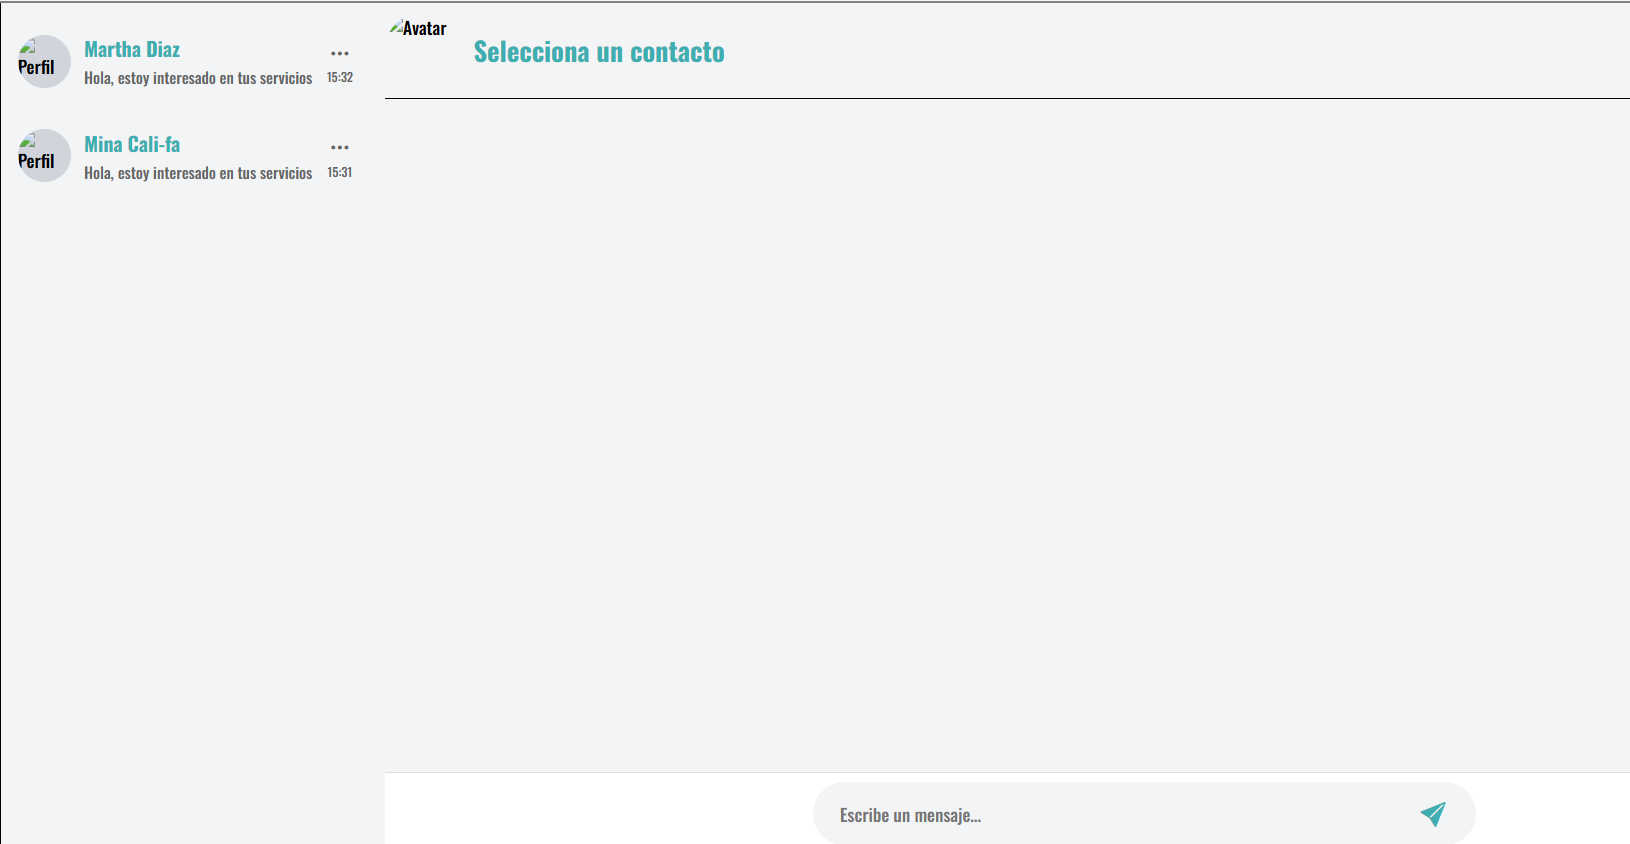 Perfil
Martha Diaz
...
Hola, estoy interesado en tus servicios 15:32
Perfil
Mina Cali-fa
...
Hola, estoy interesado en tus servicios 15:31
Avatar
Selecciona un contacto
Escribe un mensaje...